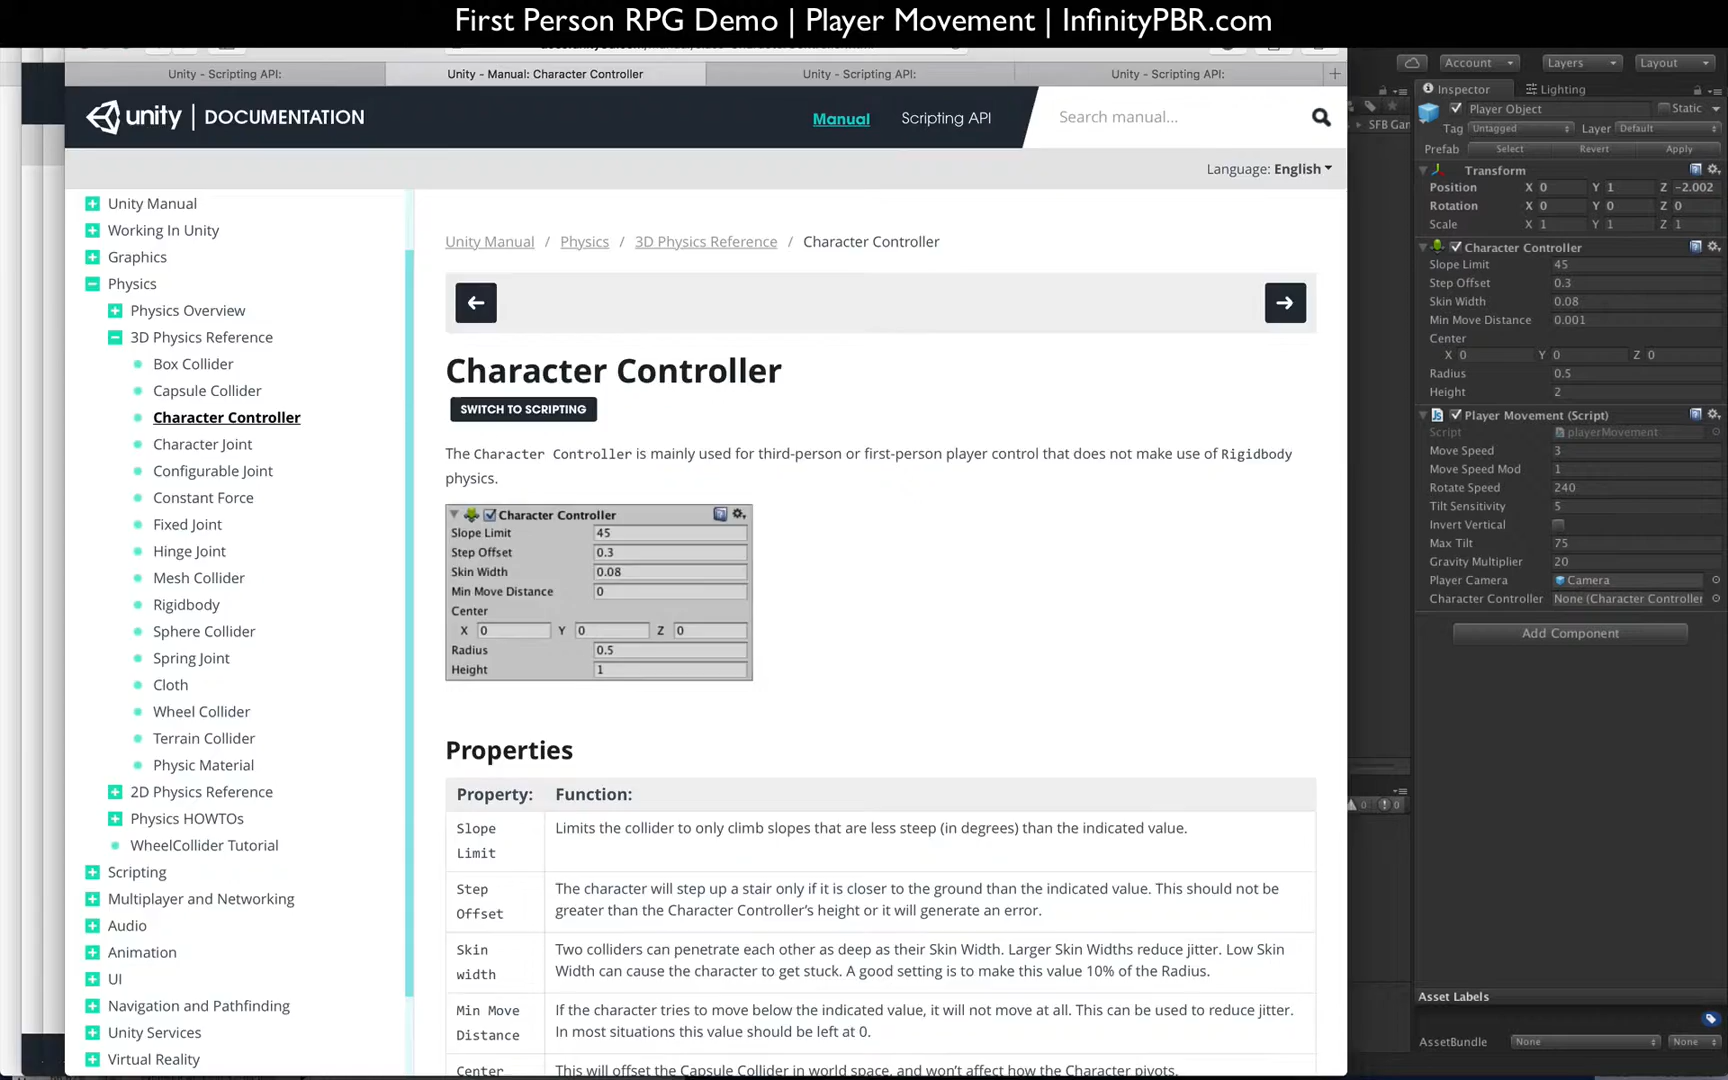 First Person RPG Demo | Player Movement | InfinityPBR.com
Unity - Scripting API:
Unity - Manual: Character Controller
Unity - Scripting API:
Unity - Scripting API:
unity | DOCUMENTATION
Manual
Scripting API
Search manual...
Language: English
Unity Manual
Working In Unity
Graphics
Physics
Physics Overview
3D Physics Reference
Box Collider
Capsule Collider
Character Controller
Character Joint
Configurable Joint
Constant Force
Fixed Joint
Hinge Joint
Mesh Collider
Rigidbody
Sphere Collider
Spring Joint
Cloth
Wheel Collider
Terrain Collider
Physic Material
2D Physics Reference
Physics HOWTOs
WheelCollider Tutorial
Scripting
Multiplayer and Networking
Audio
Animation
UI
Navigation and Pathfinding
Unity Services
Virtual Reality
Unity Manual / Physics / 3D Physics Reference / Character Controller
Character Controller
SWITCH TO SCRIPTING
The Character Controller is mainly used for third-person or first-person player control that does not make use of Rigidbody
physics.
Character Controller
Slope Limit 45
Step Offset 0.3
Skin Width 0.08
Min Move Distance 0
Center
X 0 Y 0 Z 0
Radius 0.5
Height 1
Properties
Property: Function:
Slope Limit
Limits the collider to only climb slopes that are less steep (in degrees) than the indicated value.
Step Offset
The character will step up a stair only if it is closer to the ground than the indicated value. This should not be
greater than the Character Controller's height or it will generate an error.
Skin width
Two colliders can penetrate each other as deep as their Skin Width. Larger Skin Widths reduce jitter. Low Skin
Width can cause the character to get stuck. A good setting is to make this value 10% of the Radius.
Min Move Distance
If the character tries to move below the indicated value, it will not move at all. This can be used to reduce jitter.
In most situations this value should be left at 0.
Center
This will offset the Capsule Collider in world space, and won't affect how the Character pivots.
Account
Layers
Layout
Inspector
Lighting
SFB Gam
Player Object
Static
Tag Untagged Layer Default
Prefab Select Revert Apply
Transform
Position X 0 Y 1 Z -2.002
Rotation X 0 Y 0 Z 0
Scale X 1 Y 1 Z 1
Character Controller
Slope Limit 45
Step Offset 0.3
Skin Width 0.08
Min Move Distance 0.001
Center
X 0 Y 0 Z 0
Radius 0.5
Height 2
Player Movement (Script)
Script playerMovement
Move Speed 3
Move Speed Mod 1
Rotate Speed 240
Tilt Sensitivity 5
Invert Vertical
Max Tilt 75
Gravity Multiplier 20
Player Camera Camera
Character Controller None (Character Controller
Add Component
0 0
Asset Labels
AssetBundle None None